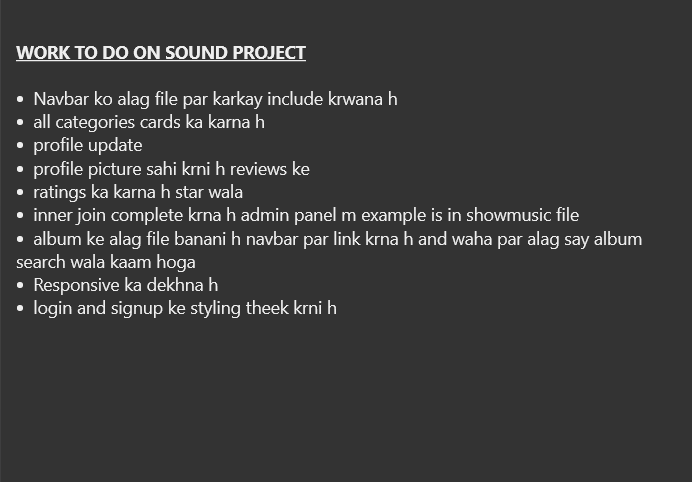 WORK TO DO ON SOUND PROJECT
• Navbar ko alag file par karkay include krwana h
• all categories cards ka karna h
• profile update
• profile picture sahi krni h reviews ke
• ratings ka karna h star wala
• inner join complete krna h admin panel m example is in showmusic file
• album ke alag file banani h navbar par link krna h and waha par alag say album
search wala kaam hoga
• Responsive ka dekhna h
• login and signup ke styling theek krni h